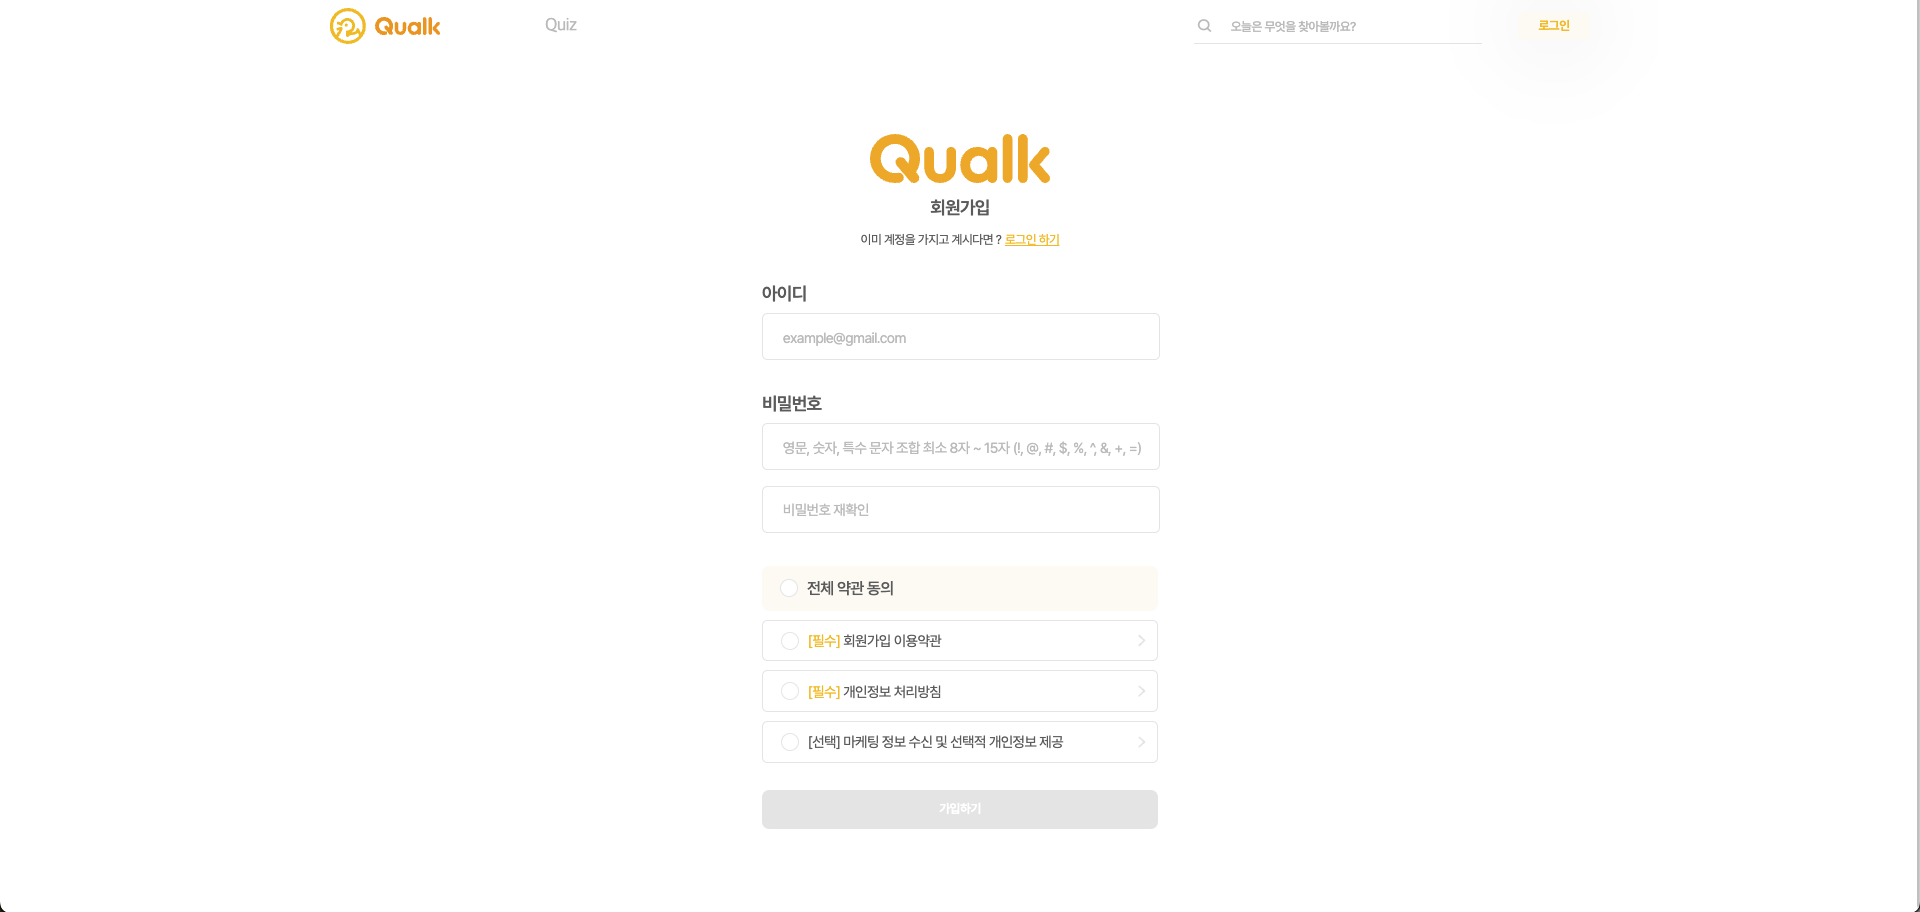 Qualk
Quiz
오늘은 무엇을 찾아볼까요?
로그인
Qualk
회원가입
이미 계정을 가지고 계시다면 ? 로그인 하기
아이디
example@gmail.com
비밀번호
영문, 숫자, 특수 문자 조합 최소 8자 ~ 15자 (!, @, #, $, %, ^, &, +, =)
비밀번호 재확인
전체 약관 동의
[필수] 회원가입 이용약관
[필수] 개인정보 처리방침
[선택] 마케팅 정보 수신 및 선택적 개인정보 제공
가입하기